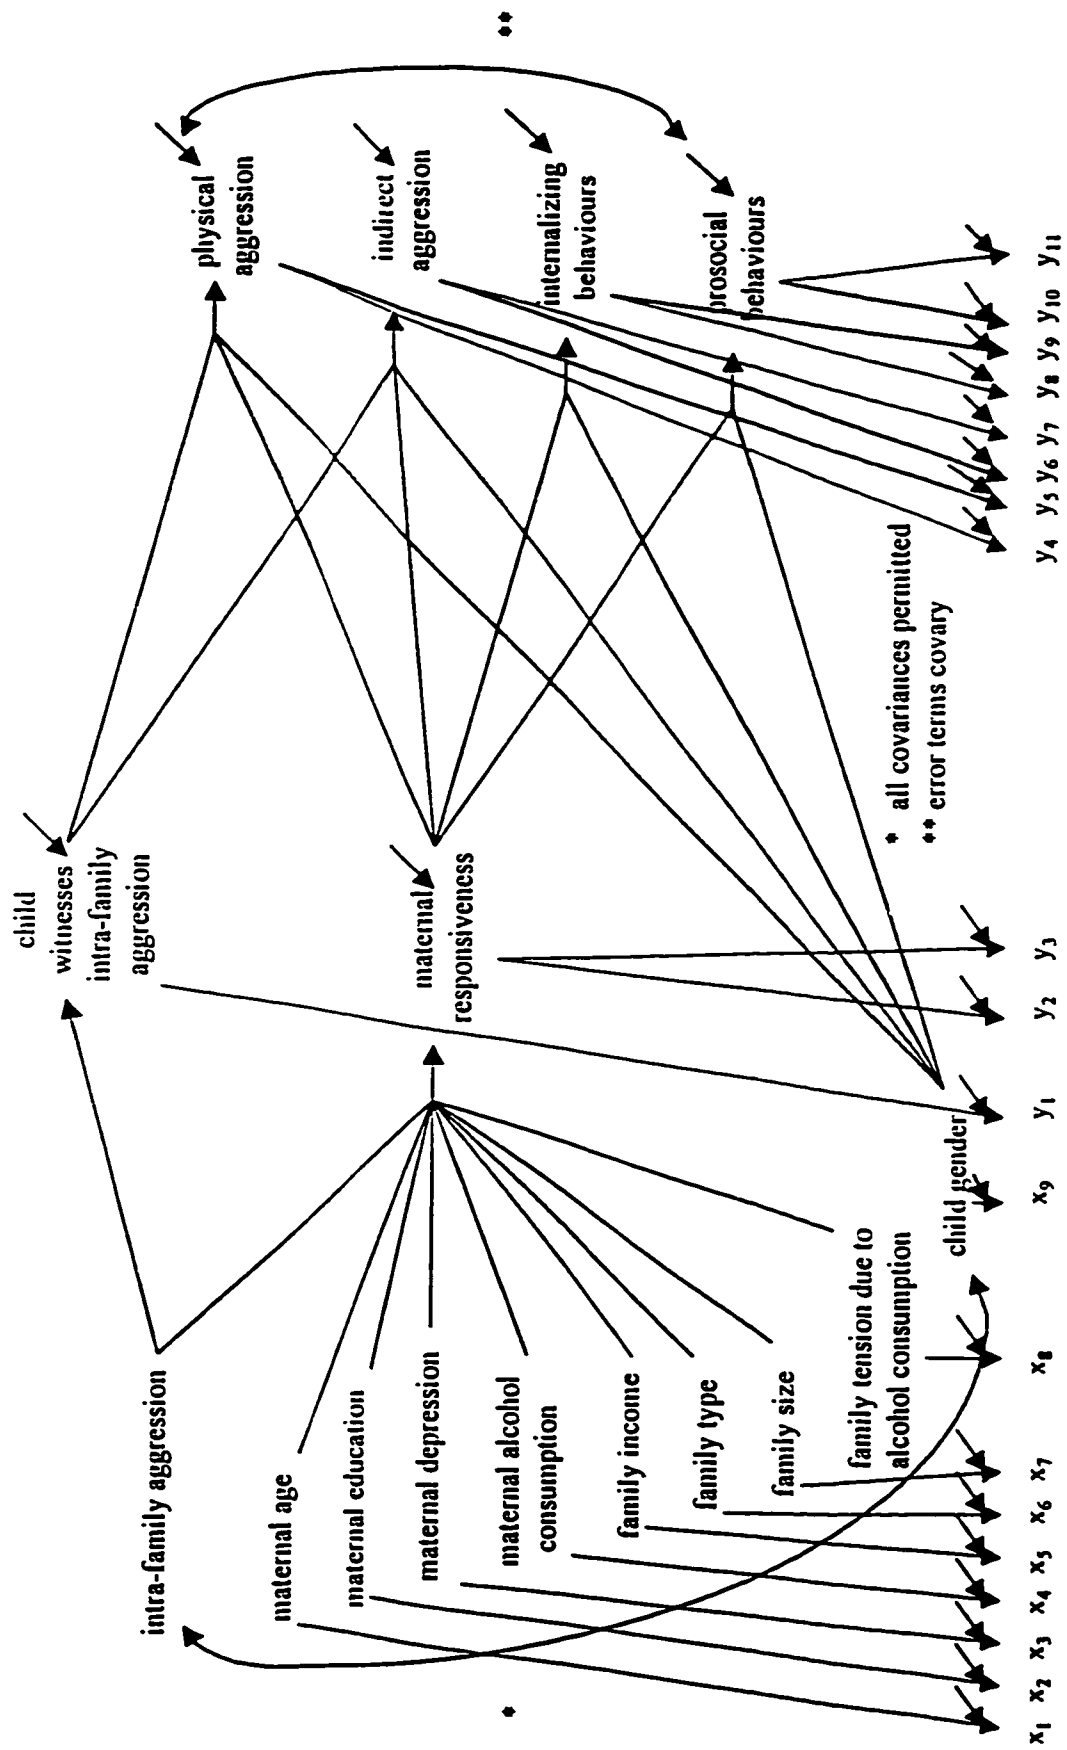 child
witnesses
intra-family
aggression
physical
aggression
**
intra-family aggression
indirect
aggression
maternal age
maternal education
maternal depression
maternal
responsiveness
internalizing
behaviours
maternal alcohol
consumption
*
family income
family type
family size
prosocial
behaviours
family tension due to
alcohol consumption
* all covariances permitted
** error terms covary
child gender
x1 x2 x3 x4 x5 x6 x7 x8 x9 y1 y2 y3 y4 y5 y6 y7 y8 y9 y10 y11